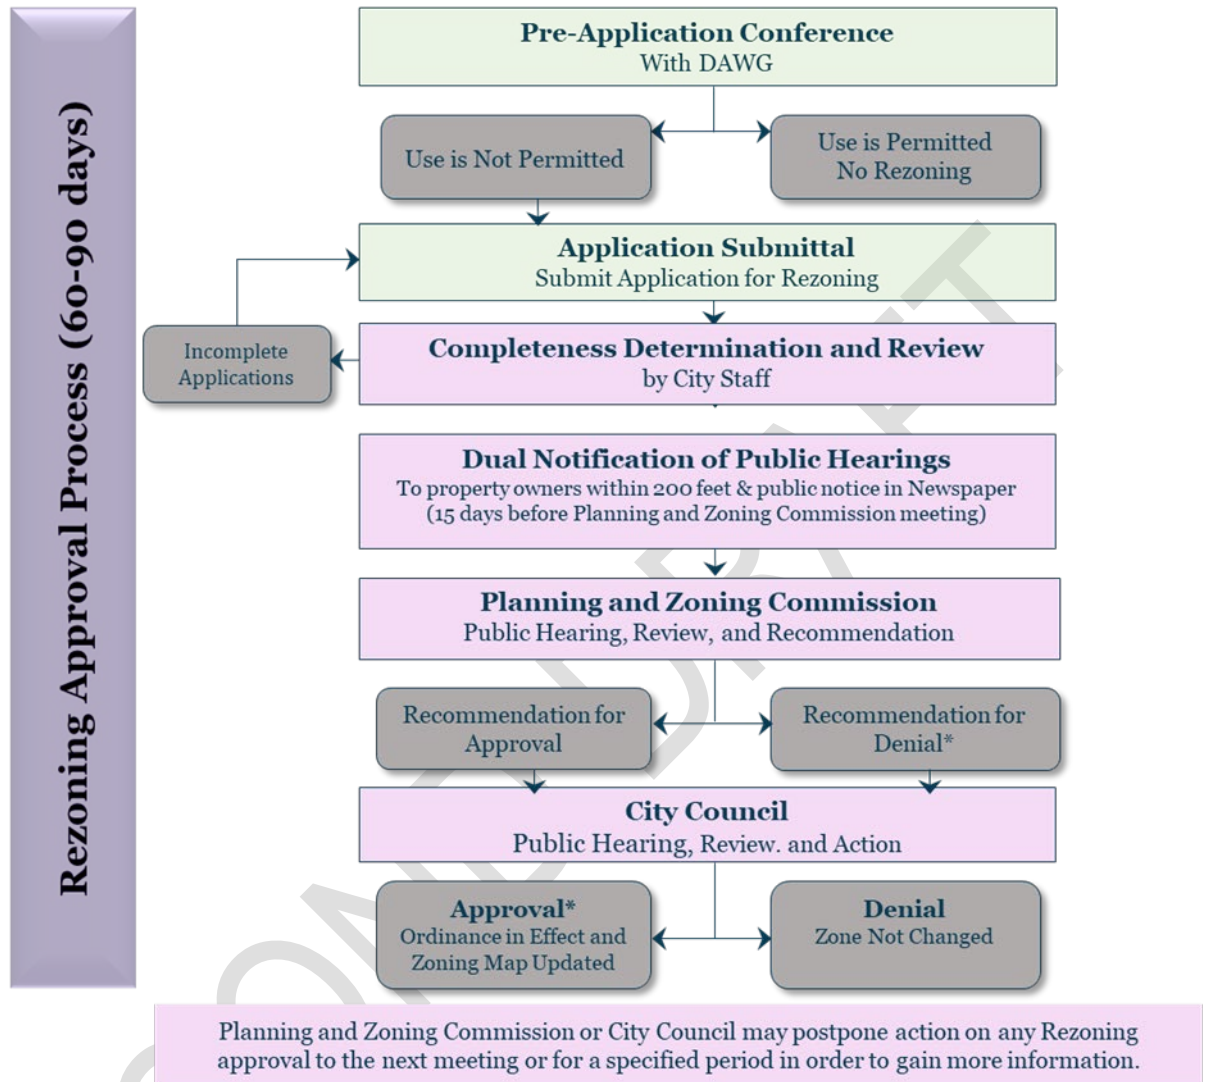 Rezoning Approval Process (60-90 days)
Pre-Application Conference
With DAWG
Use is Not Permitted
Use is Permitted
No Rezoning
Application Submittal
Submit Application for Rezoning
Incomplete
Applications
Completeness Determination and Review
by City Staff
Dual Notification of Public Hearings
To property owners within 200 feet & public notice in Newspaper
(15 days before Planning and Zoning Commission meeting)
Planning and Zoning Commission
Public Hearing, Review, and Recommendation
Recommendation for
Approval
Recommendation for
Denial*
City Council
Public Hearing, Review. and Action
Approval*
Ordinance in Effect and
Zoning Map Updated
Denial
Zone Not Changed
Planning and Zoning Commission or City Council may postpone action on any Rezoning
approval to the next meeting or for a specified period in order to gain more information.